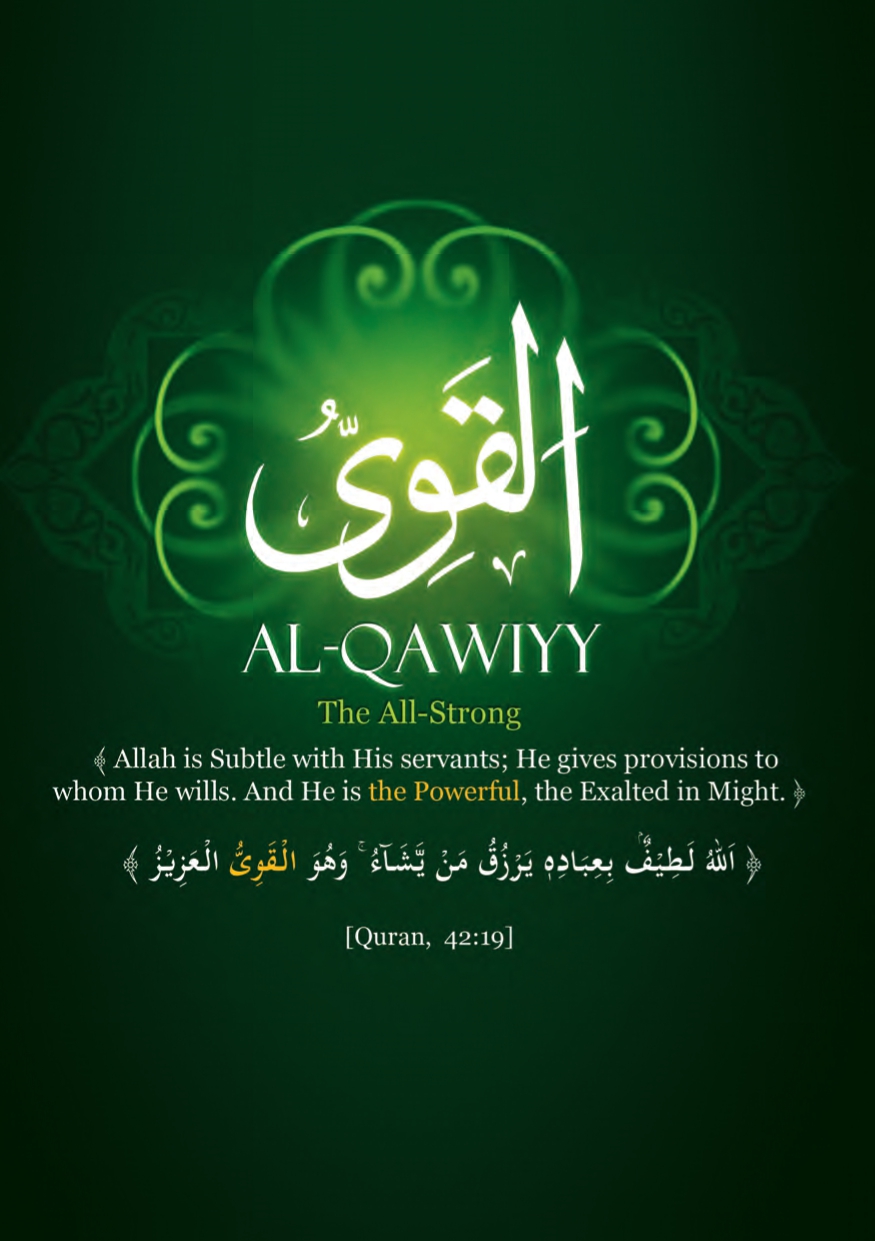 القَوِىُّ
AL-QAWIYY
The All-Strong
﴾ Allah is Subtle with His servants; He gives provisions to
whom He wills. And He is the Powerful, the Exalted in Might. ﴿
﴿ اَللّٰهُ لَطِيْفٌۢ بِعِبَادِهٖ يَرْزُقُ مَنْ يَّشَآءُ ۚ وَهُوَ الْقَوِىُّ الْعَزِيْزُ ﴾
[Quran, 42:19]